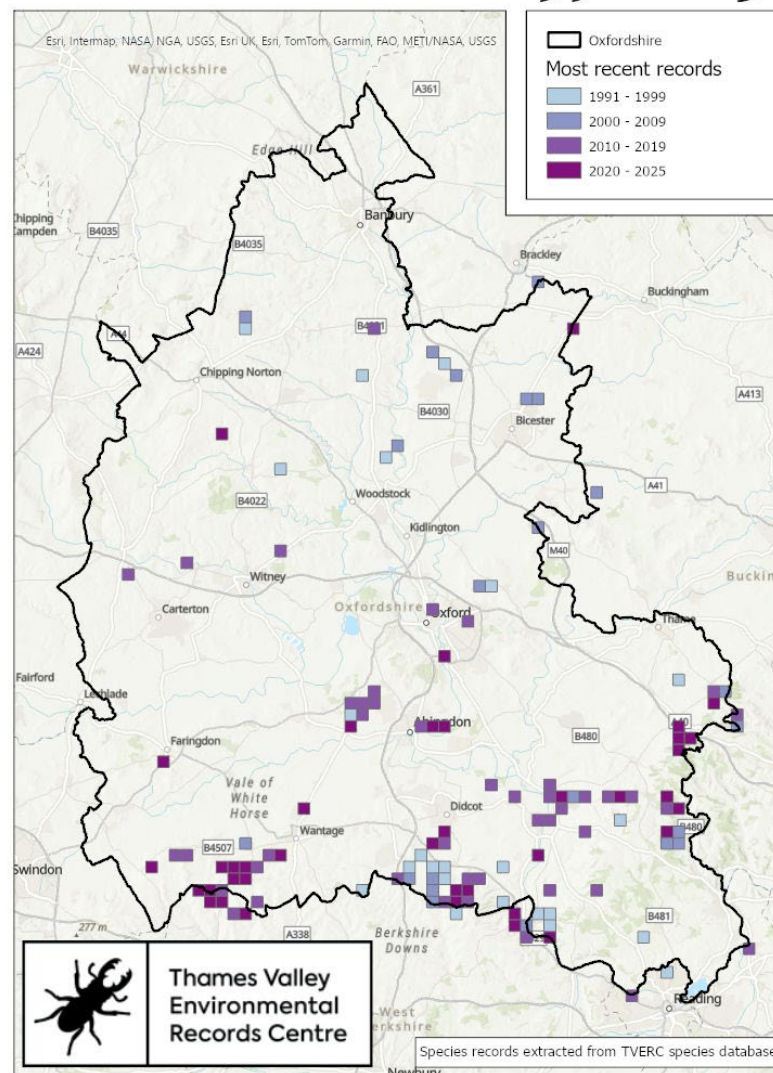 Esri, Intermap, NASA, NGA, USGS, Esri UK, Esri, TomTom, Garmin, FAO, METI/NASA, USGS
Oxfordshire
Most recent records
1991 - 1999
2000 - 2009
2010 - 2019
2020 - 2025
Warwickshire
A361
Edge Hill
Chipping
Campden
B4035
B4035
Banbury
Brackley
Buckingham
A44
A424
Chipping Norton
B4030
A413
Bicester
B4022
Woodstock
A41
Kidlington
M40
Witney
Carterton
Oxfordshire
Oxford
Thame
Fairford
Lechlade
A40
Abingdon
B480
Faringdon
Vale of
White
Horse
Didcot
B480
Wantage
B4507
Swindon
B481
277 m
A338
Berkshire
Downs
Reading
West
Berkshire
Newbury
Thames Valley
Environmental
Records Centre
Species records extracted from TVERC species database